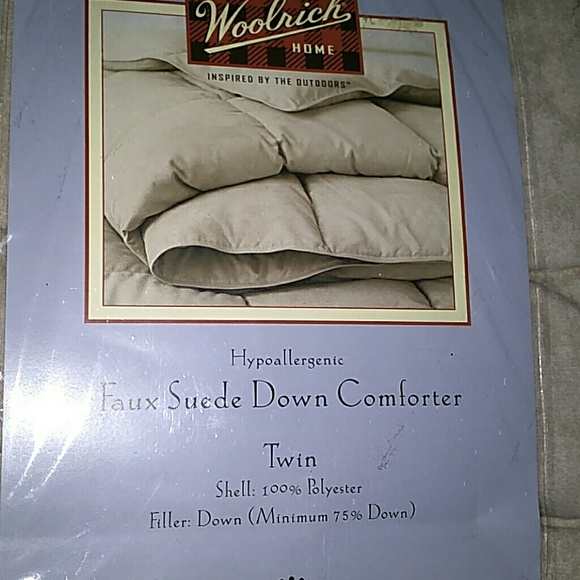 Woolrich
HOME
INSPIRED BY THE OUTDOORS™
Hypoallergenic
Faux Suede Down Comforter
Twin
Shell: 100% Polyester
Filler: Down (Minimum 75% Down)